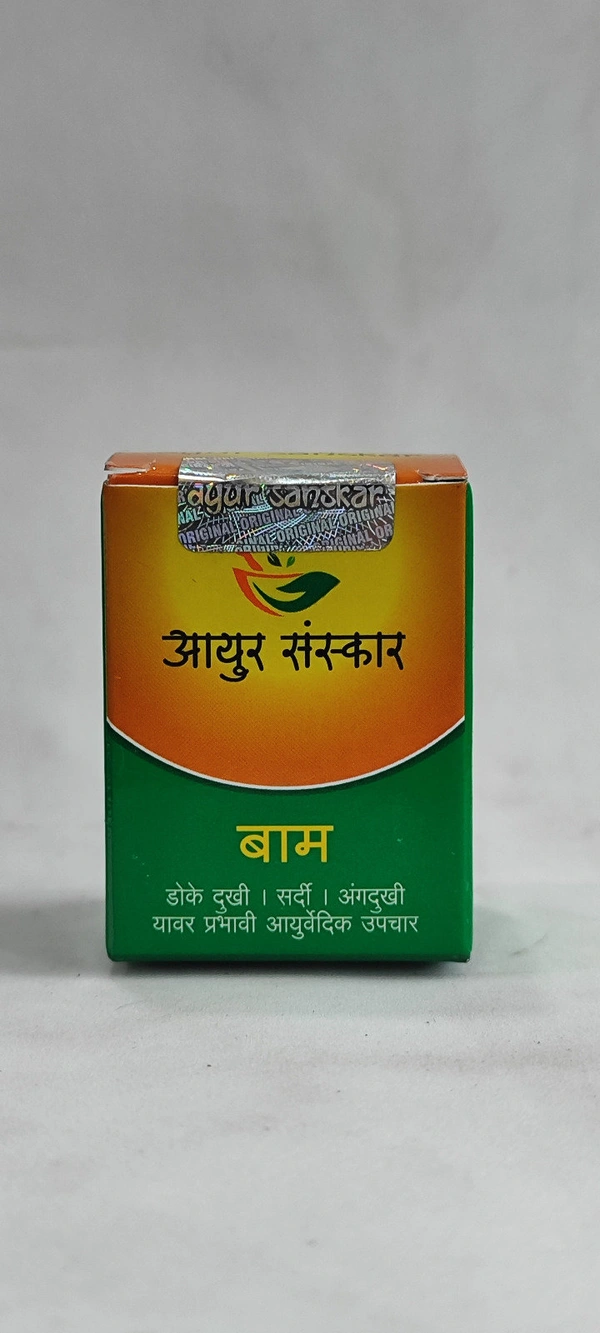 ayur sanskar
ORIGINAL ORIGINAL ORIGINAL
आयुर संस्कार
बाम
डोके दुखी । सर्दी । अंगदुखी
यावर प्रभावी आयुर्वेदिक उपचार